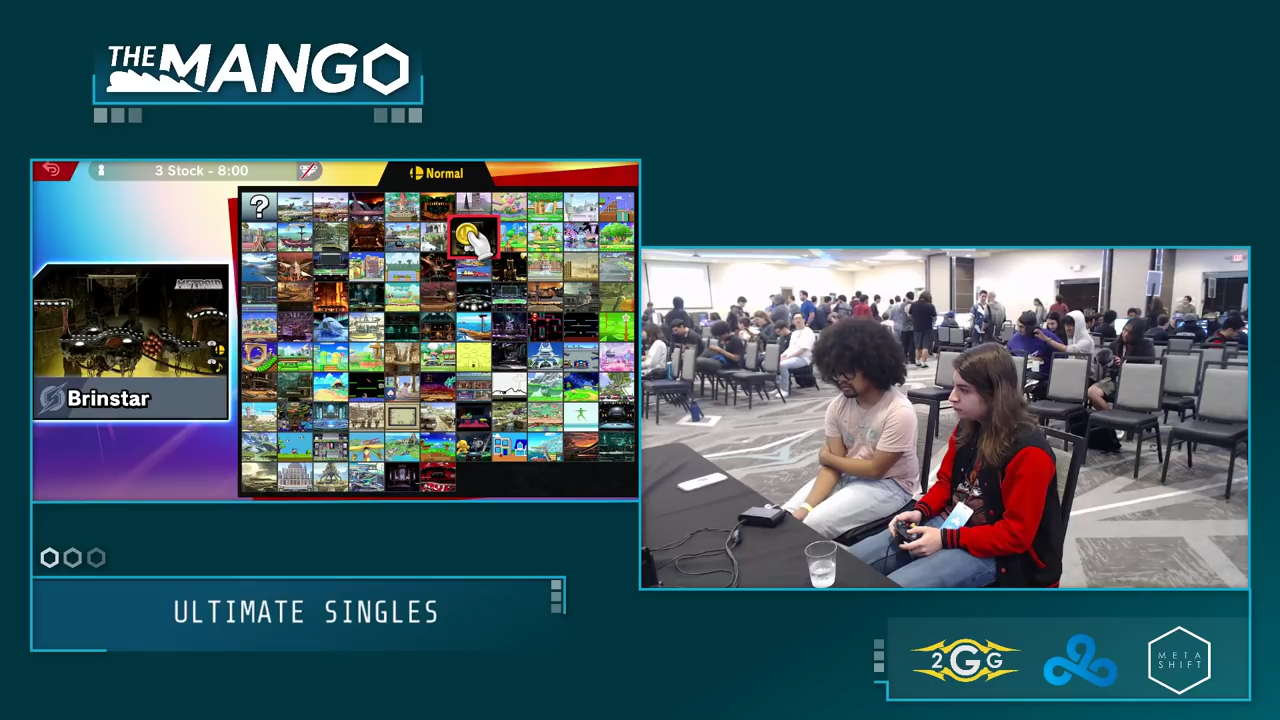 THE MANGO
3 Stock - 8:00
Normal
?
METROID
Brinstar
ULTIMATE SINGLES
2GG
META
SHIFT